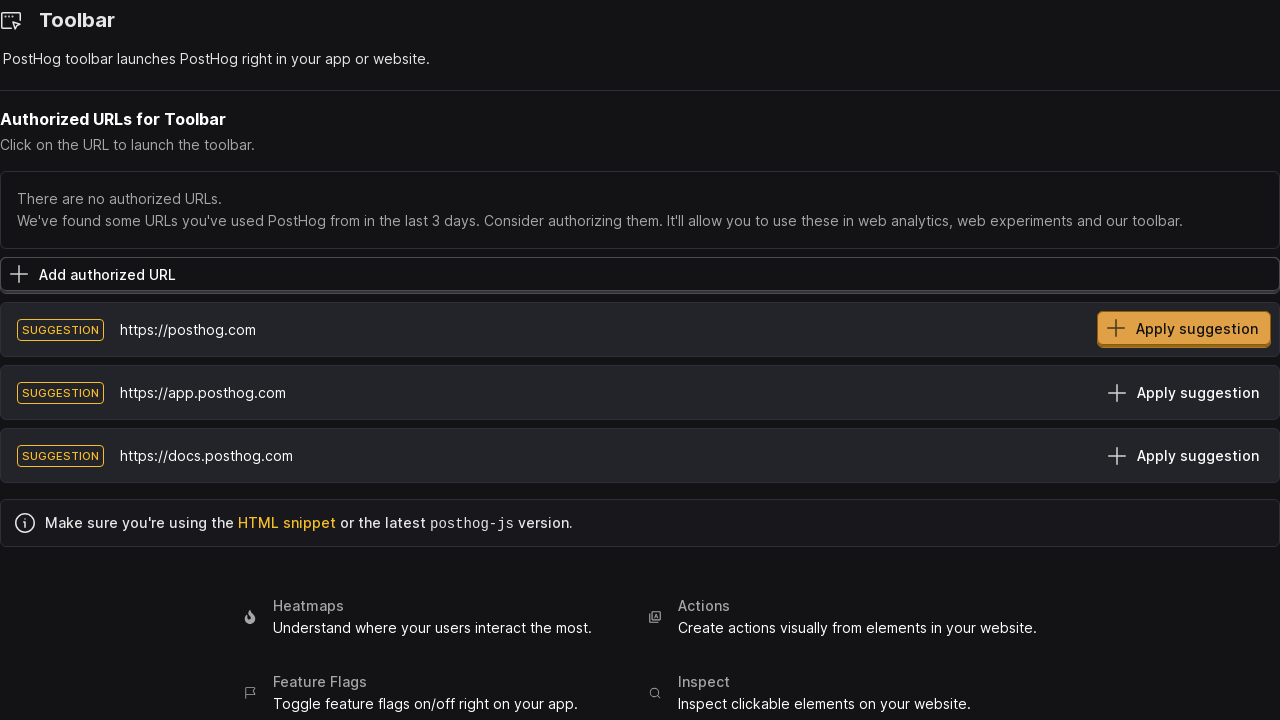 Toolbar
PostHog toolbar launches PostHog right in your app or website.
Authorized URLs for Toolbar
Click on the URL to launch the toolbar.
There are no authorized URLs.
We've found some URLs you've used PostHog from in the last 3 days. Consider authorizing them. It'll allow you to use these in web analytics, web experiments and our toolbar.
Add authorized URL
SUGGESTION https://posthog.com Apply suggestion
SUGGESTION https://app.posthog.com Apply suggestion
SUGGESTION https://docs.posthog.com Apply suggestion
Make sure you're using the HTML snippet or the latest posthog-js version.
Heatmaps
Understand where your users interact the most.
Actions
Create actions visually from elements in your website.
Feature Flags
Toggle feature flags on/off right on your app.
Inspect
Inspect clickable elements on your website.